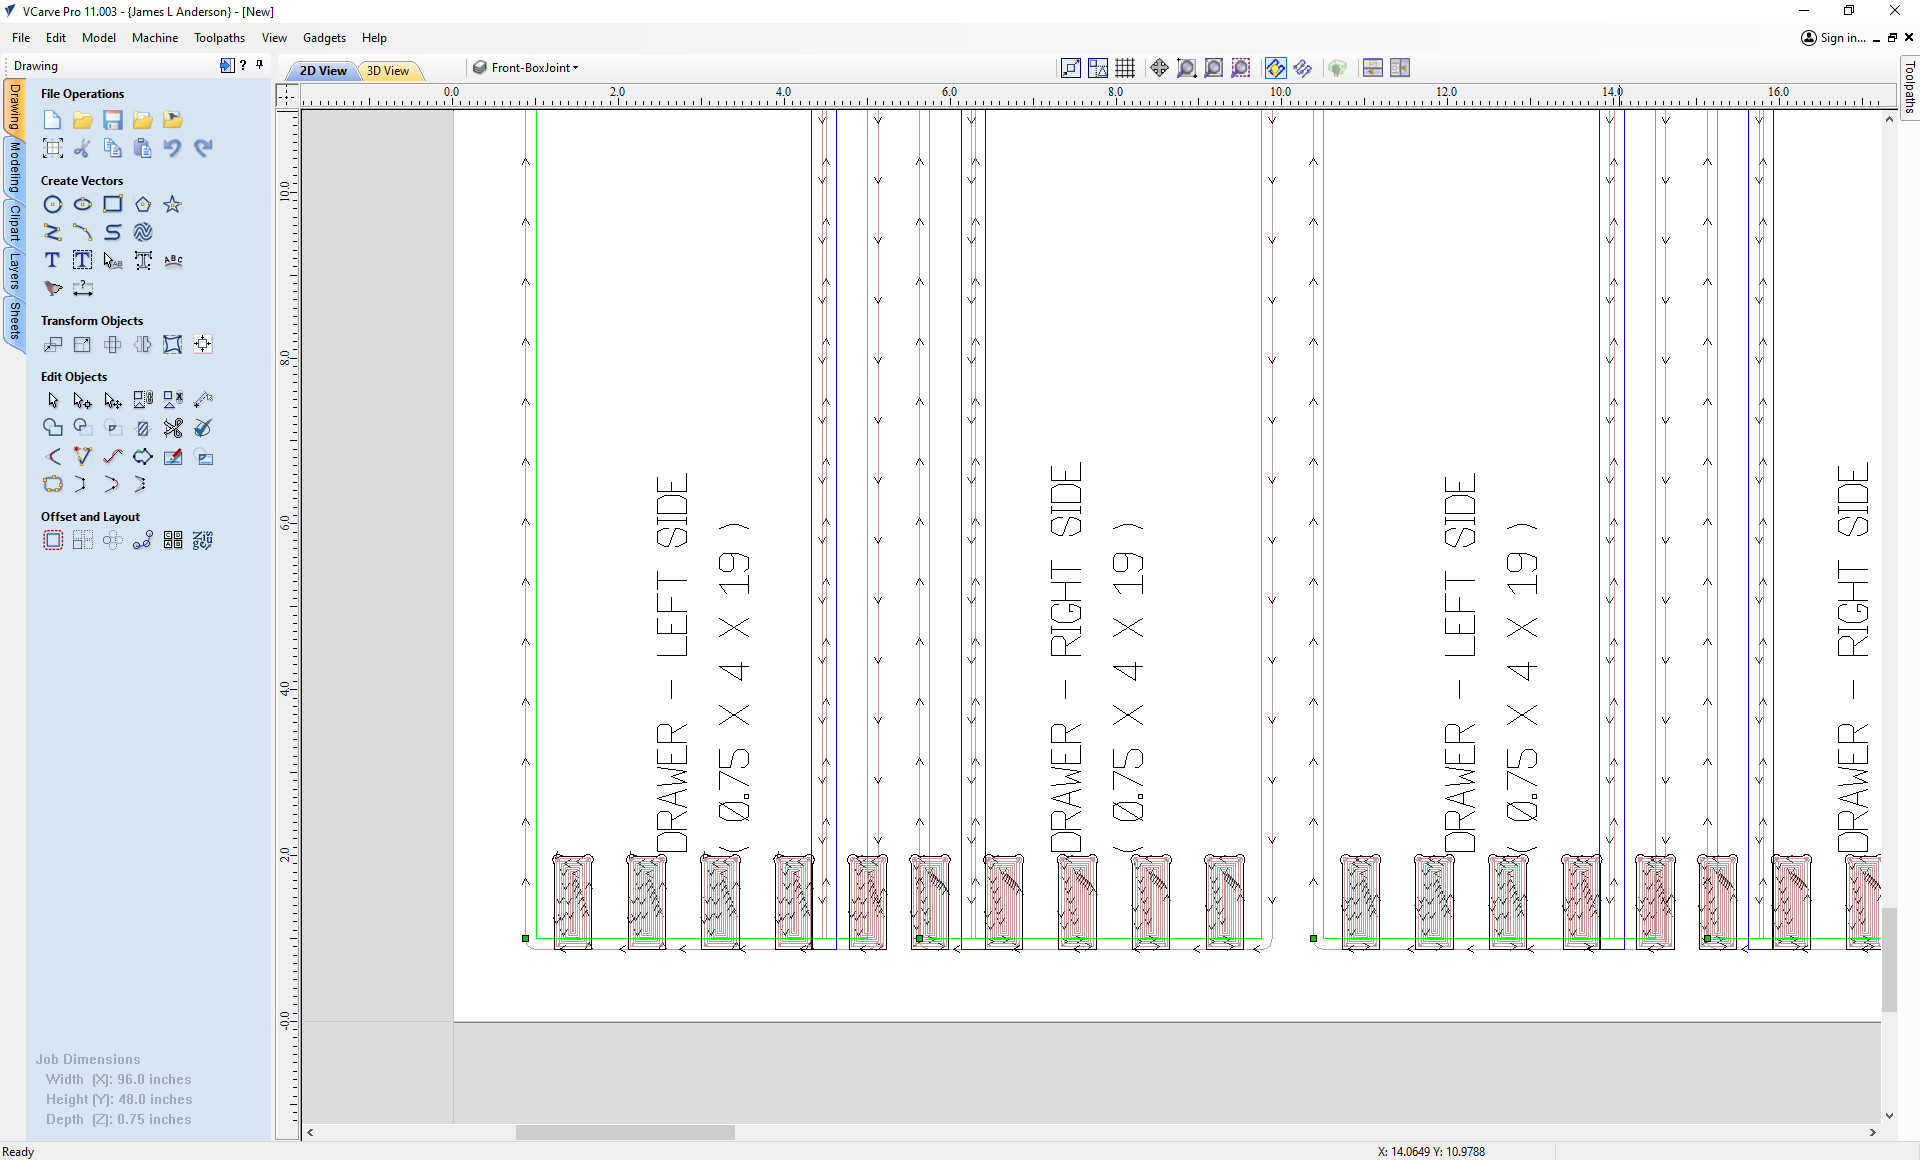 VCarve Pro 11.003 - {James L Anderson} - [New]
File Edit Model Machine Toolpaths View Gadgets Help
Sign in...
Drawing
?
2D View
3D View
Front-BoxJoint
Toolpaths
Drawing
Modeling
Clipart
Layers
Sheets
File Operations
Create Vectors
Transform Objects
Edit Objects
Offset and Layout
0.0 2.0 4.0 6.0 8.0 10.0 12.0 14.0 16.0
10.0
8.0
6.0
4.0
2.0
-0.0
DRAWER - LEFT SIDE
( 0.75 X 4 X 19 )
DRAWER - RIGHT SIDE
( 0.75 X 4 X 19 )
DRAWER - LEFT SIDE
( 0.75 X 4 X 19 )
DRAWER - RIGHT SIDE
Job Dimensions
Width (X): 96.0 inches
Height (Y): 48.0 inches
Depth (Z): 0.75 inches
Ready
X: 14.0649 Y: 10.9788